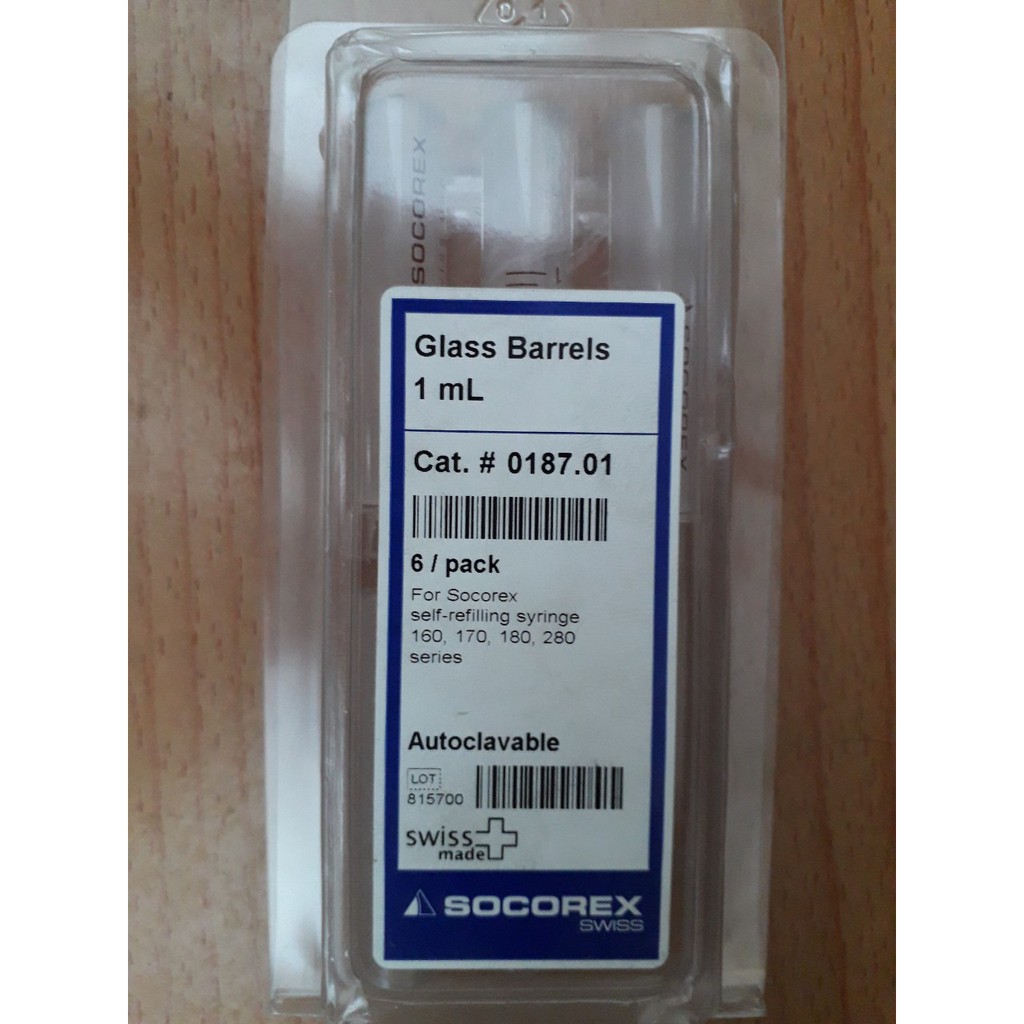 SOCOREX
Glass Barrels
1 mL
Cat. # 0187.01
6 / pack
For Socorex
self-refilling syringe
160, 170, 180, 280
series
Autoclavable
LOT
815700
swiss
made
SOCOREX
SWISS